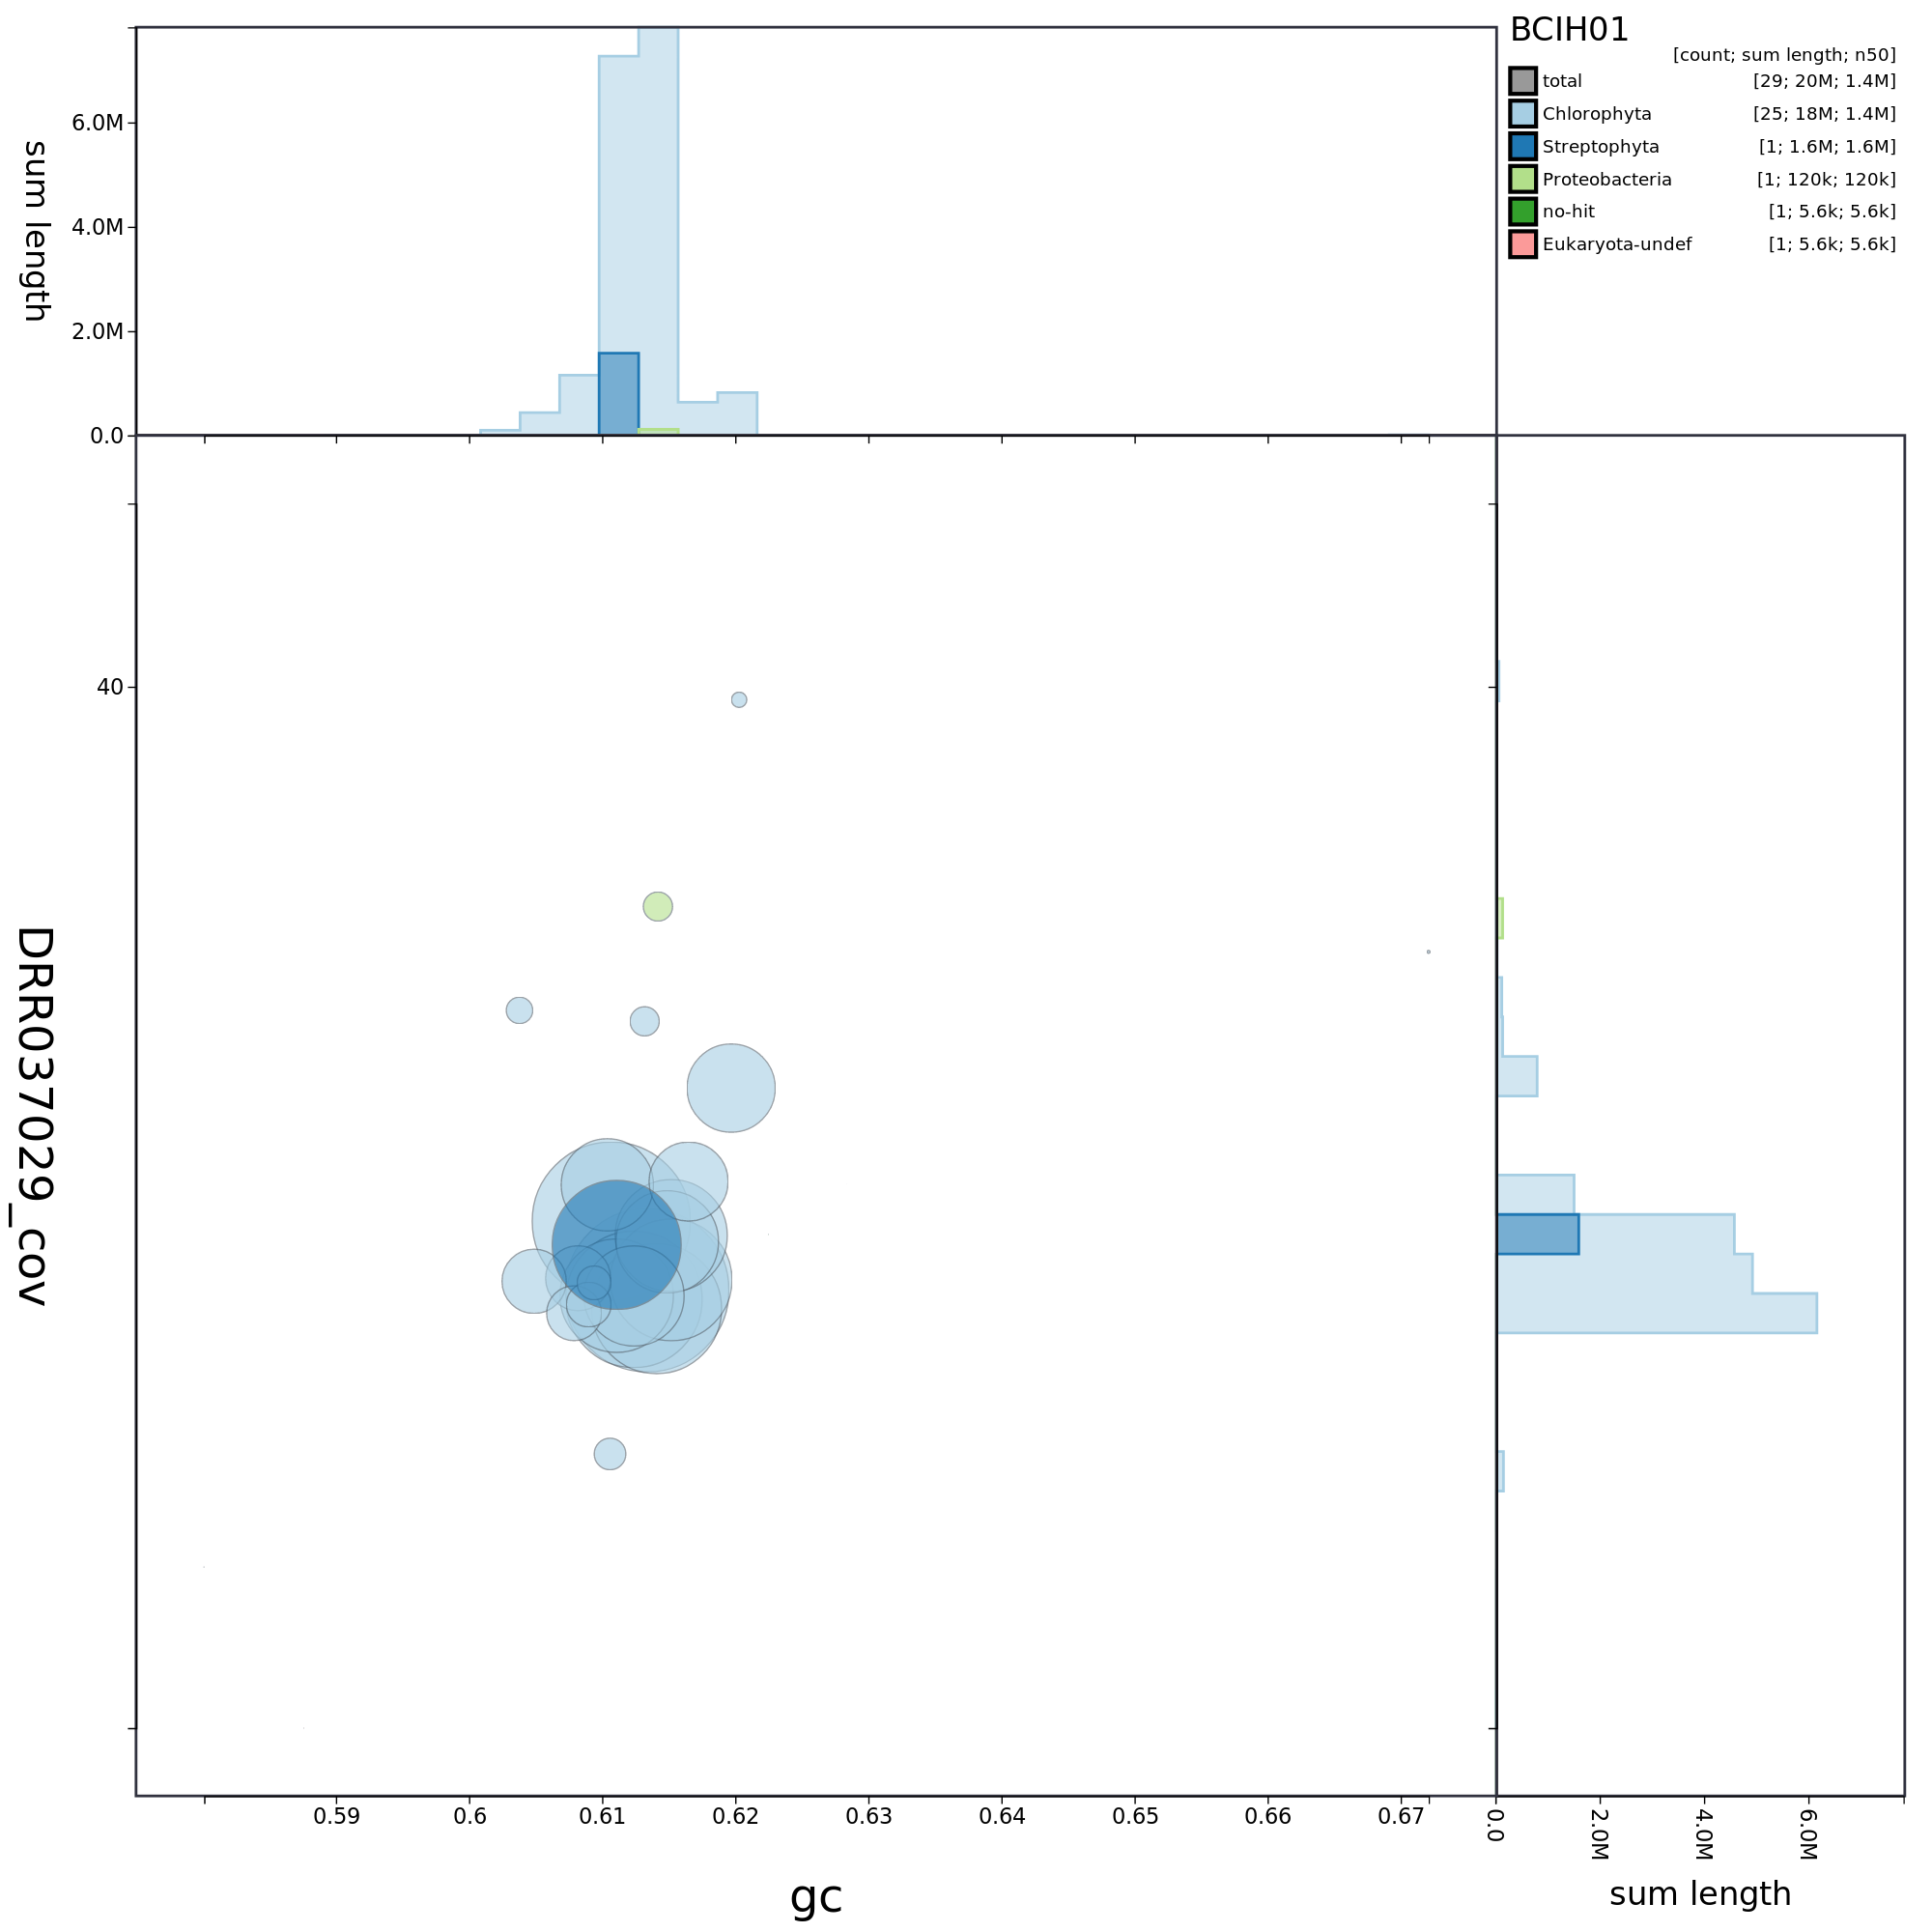 BCIH01
[count; sum length; n50]
total [29; 20M; 1.4M]
Chlorophyta [25; 18M; 1.4M]
Streptophyta [1; 1.6M; 1.6M]
Proteobacteria [1; 120k; 120k]
no-hit [1; 5.6k; 5.6k]
Eukaryota-undef [1; 5.6k; 5.6k]
sum length
6.0M
4.0M
2.0M
0.0
DRR037029_cov
40
0.59 0.6 0.61 0.62 0.63 0.64 0.65 0.66 0.67
gc
0.0 2.0M 4.0M 6.0M
sum length